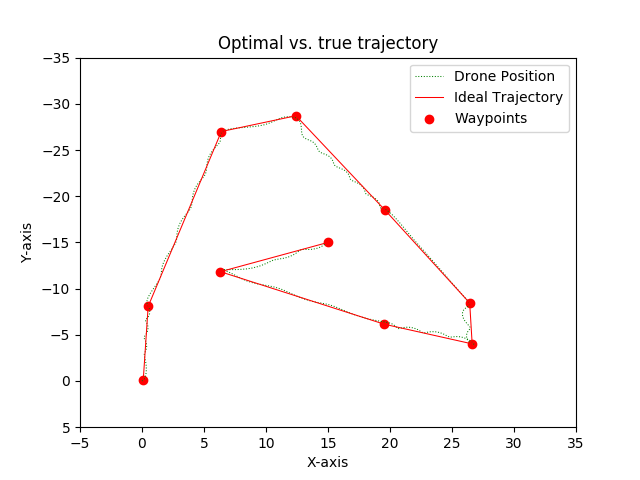 Optimal vs. true trajectory
−35
−30
−25
−20
−15
−10
−5
0
5
Y-axis
Drone Position
Ideal Trajectory
Waypoints
−5 0 5 10 15 20 25 30 35
X-axis